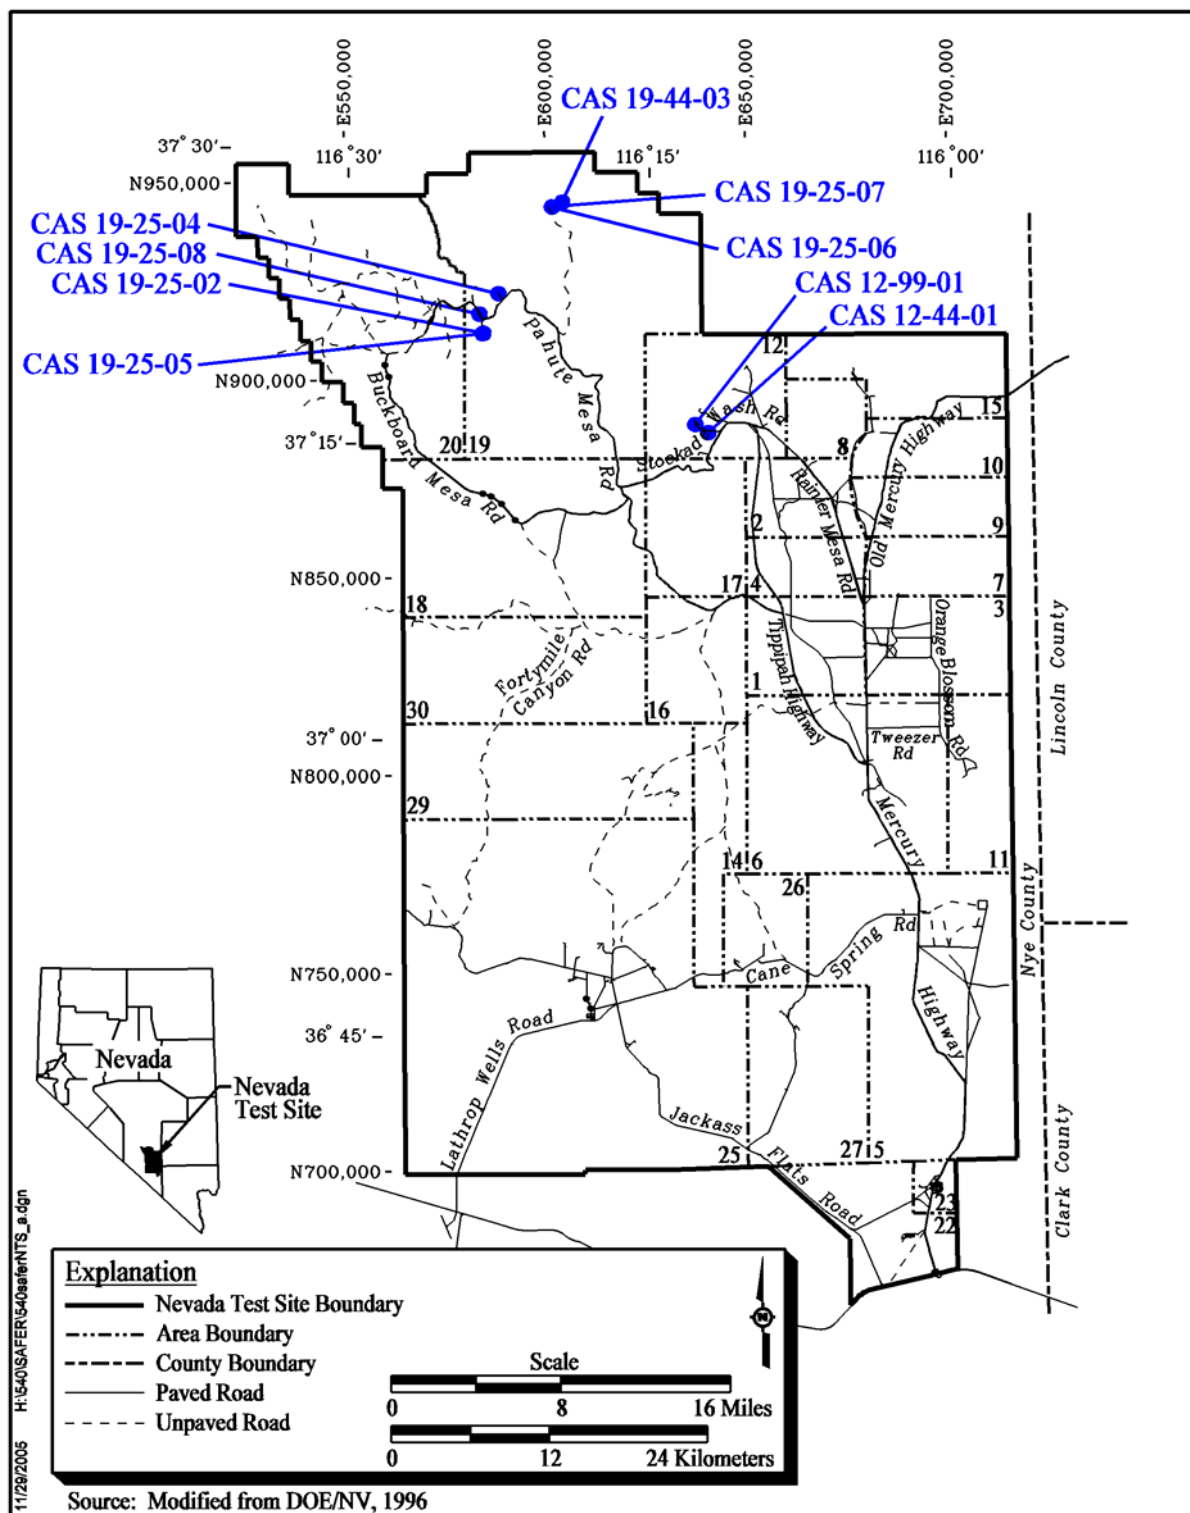 E550,000
E600,000
E650,000
E700,000
CAS 19-44-03
37° 30'
116° 30'
116° 15'
116° 00'
N950,000
CAS 19-25-07
CAS 19-25-04
CAS 19-25-06
CAS 19-25-08
CAS 12-99-01
CAS 19-25-02
CAS 12-44-01
CAS 19-25-05
12
Pahute Mesa Rd
N900,000
Buckboard Mesa Rd
Stockade Wash Rd
15
37° 15'
20
19
8
10
Rainier Mesa Rd
Old Mercury Highway
2
9
N850,000
17
4
7
18
3
Orange Blossom Rd
Lincoln County
Fortymile
Canyon Rd
Tippipah Highway
1
30
16
37° 00'
Tweezer
Rd
N800,000
29
Mercury
14
6
11
26
Nye County
Rd
N750,000
Cane
Spring
Highway
Lathrop Wells Road
36° 45'
Nevada
Nevada
Test Site
Jackass
Flats Road
Clark County
25
27
5
N700,000
23
22
Explanation
Nevada Test Site Boundary
Area Boundary
County Boundary
Paved Road
Unpaved Road
N
Scale
0
8
16 Miles
0
12
24 Kilometers
11/29/2005
H:\540\SAFER\540saferNTS_a.dgn
Source: Modified from DOE/NV, 1996